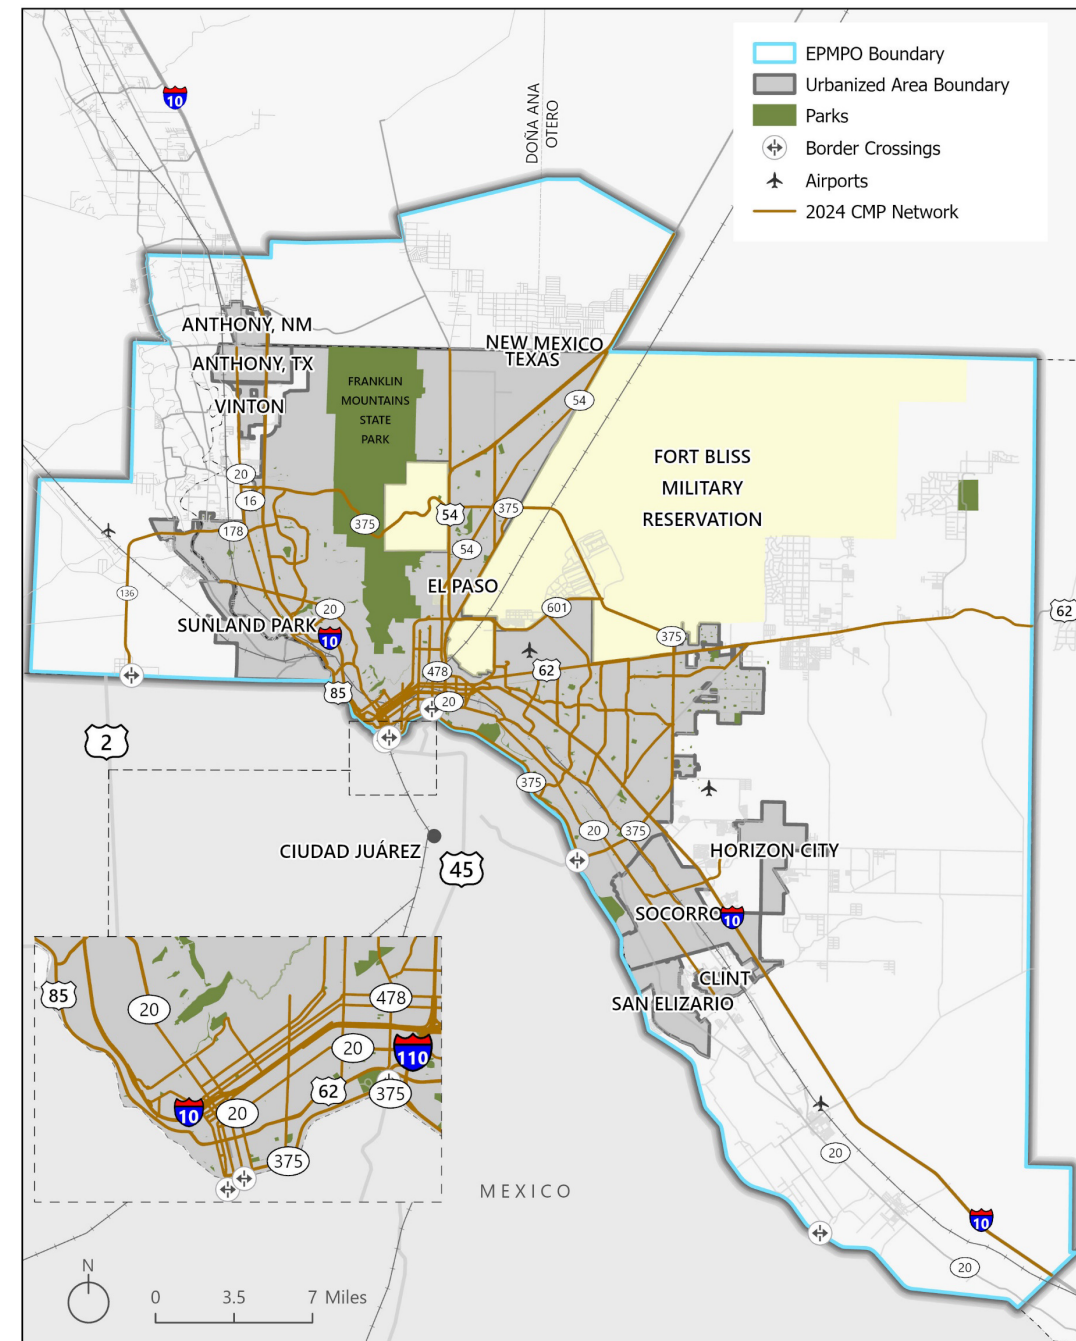 EPMPO Boundary
Urbanized Area Boundary
Parks
Border Crossings
Airports
2024 CMP Network
10
DOÑA ANA
OTERO
ANTHONY, NM
ANTHONY, TX
VINTON
NEW MEXICO
TEXAS
FRANKLIN
MOUNTAINS
STATE
PARK
54
FORT BLISS
MILITARY
RESERVATION
20
16
178
375
54
375
54
136
EL PASO
601
20
SUNLAND PARK
10
375
62
62
478
85
20
2
375
20
375
CIUDAD JUÁREZ
45
HORIZON CITY
SOCORRO
10
CLINT
SAN ELIZARIO
85
20
478
20
110
62
375
10
20
375
20
MEXICO
10
20
N
0
3.5
7 Miles